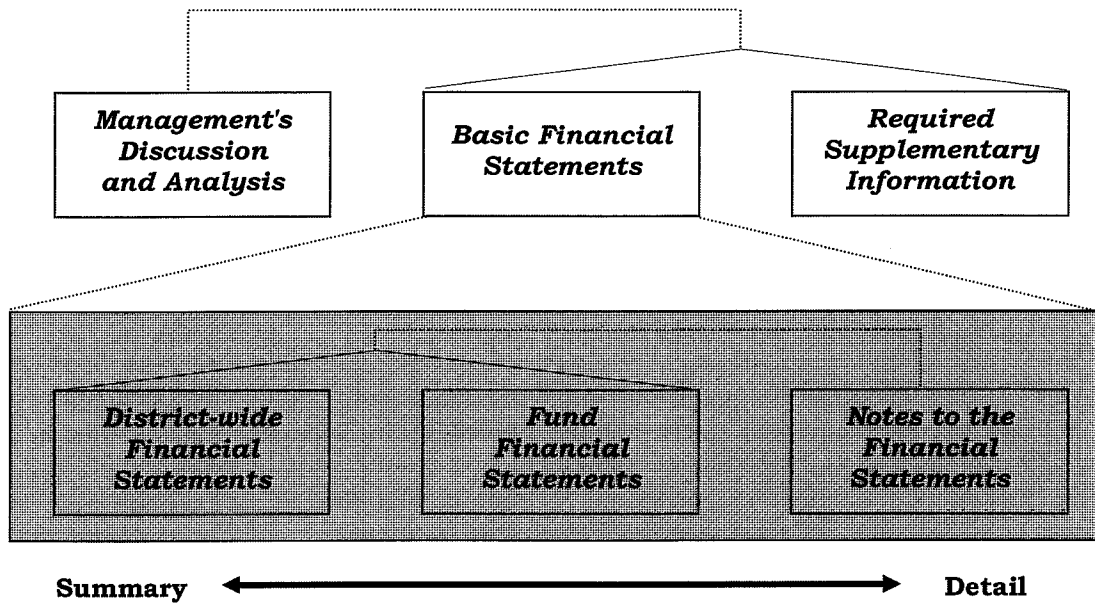 Management's
Discussion
and Analysis
Basic Financial
Statements
Required
Supplementary
Information
District-wide
Financial
Statements
Fund
Financial
Statements
Notes to the
Financial
Statements
Summary
Detail